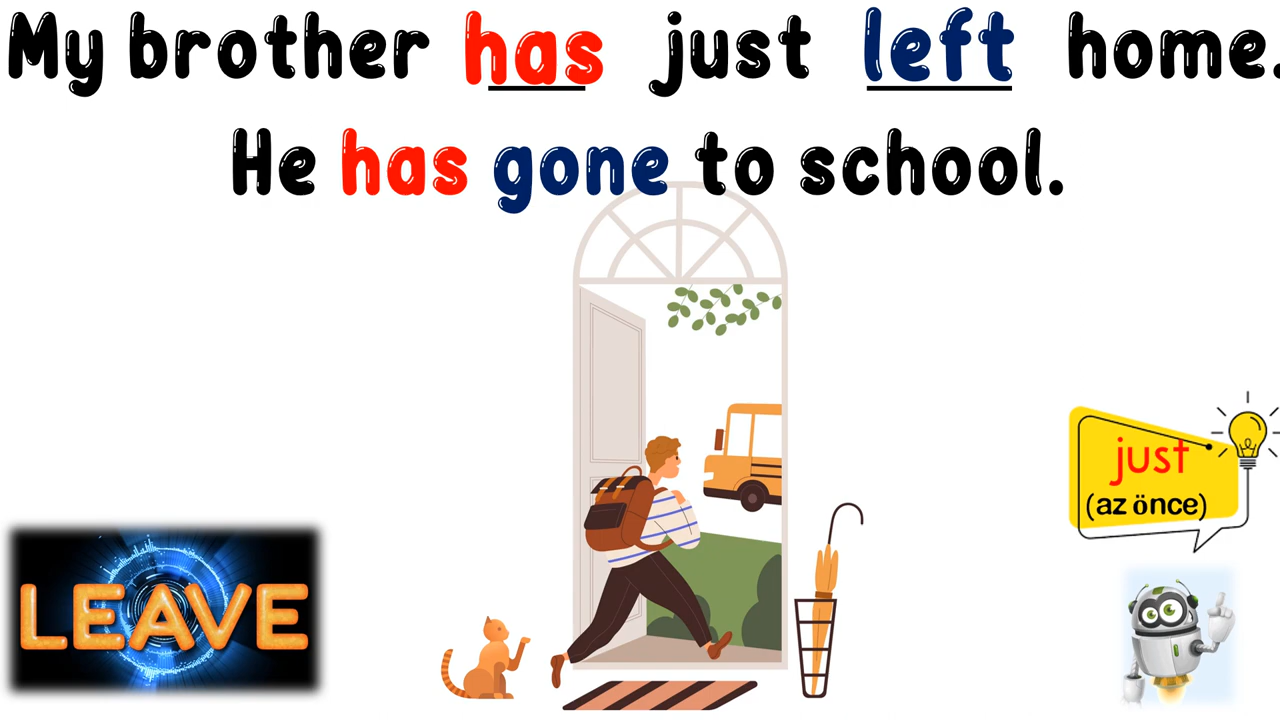 My brother has just left home.
He has gone to school.
just
(az önce)
LEAVE